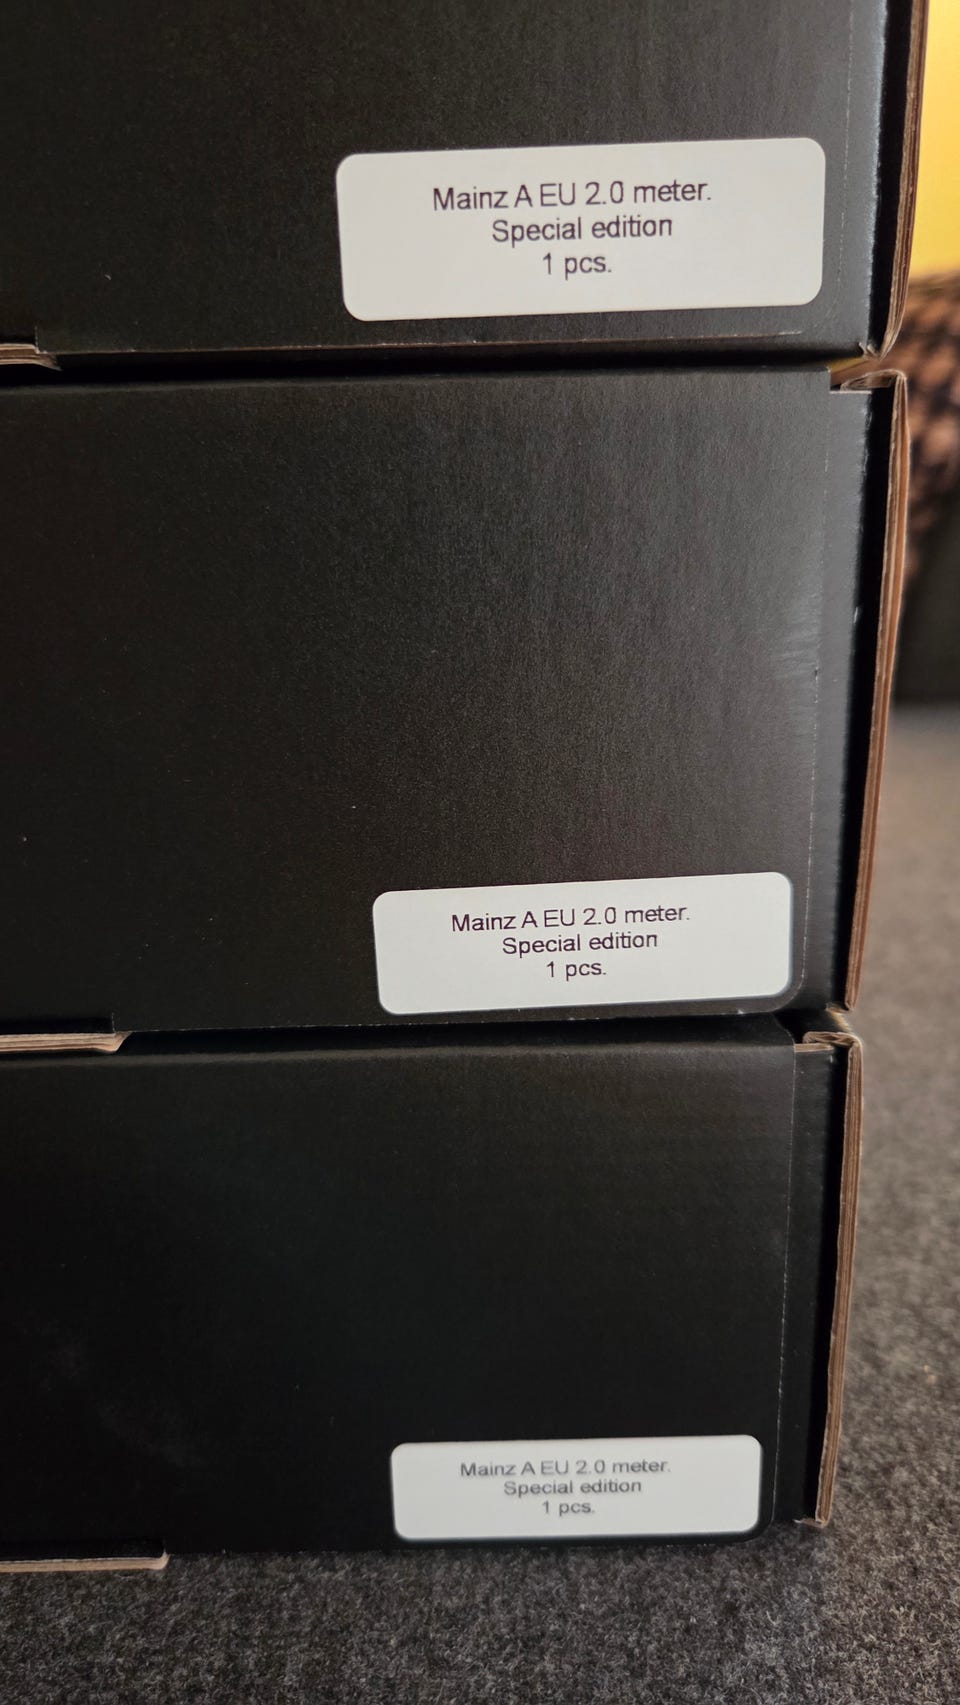 Mainz A EU 2.0 meter.
Special edition
1 pcs.
Mainz A EU 2.0 meter.
Special edition
1 pcs.
Mainz A EU 2.0 meter.
Special edition
1 pcs.